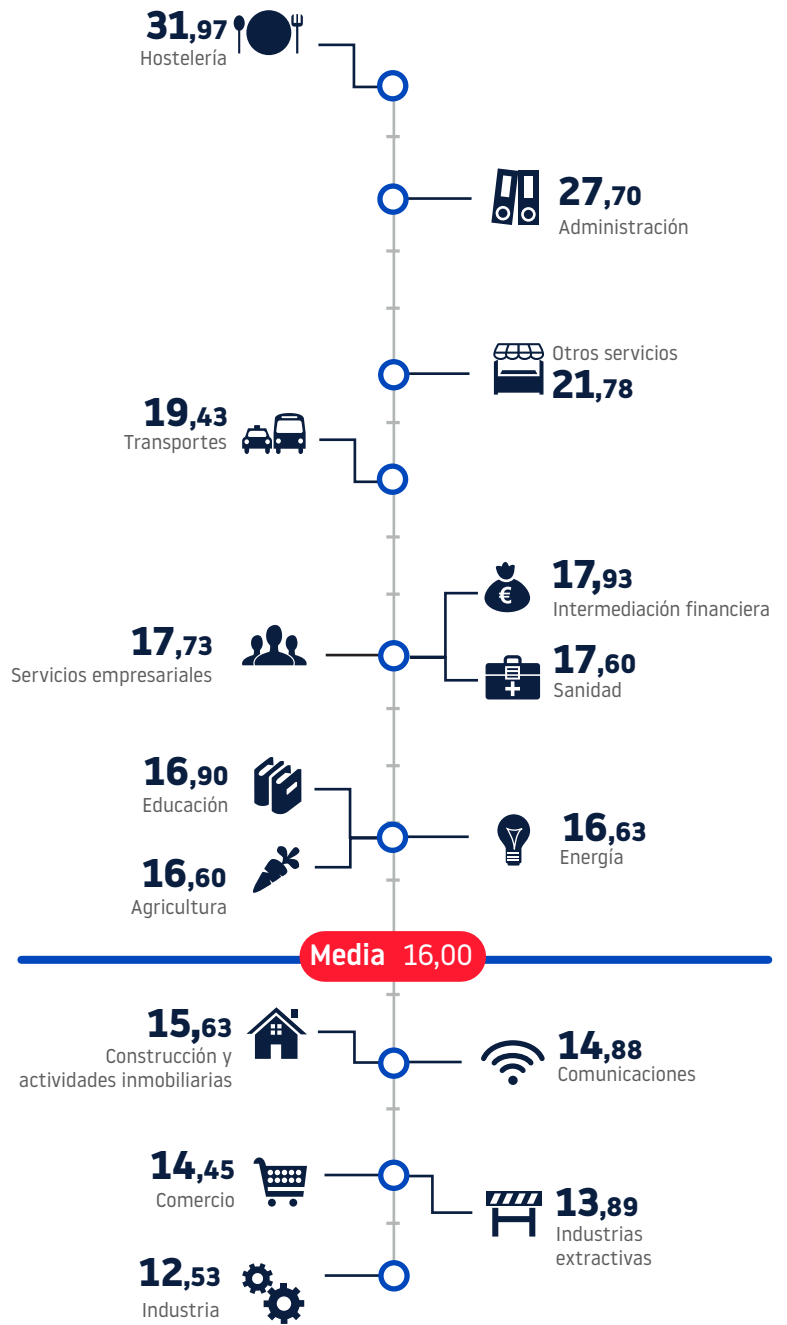 31,97
Hostelería
27,70
Administración
Otros servicios
21,78
19,43
Transportes
17,93
Intermediación financiera
17,73
Servicios empresariales
17,60
Sanidad
16,90
Educación
16,63
Energía
16,60
Agricultura
Media 16,00
15,63
Construcción y
actividades inmobiliarias
14,88
Comunicaciones
14,45
Comercio
13,89
Industrias
extractivas
12,53
Industria